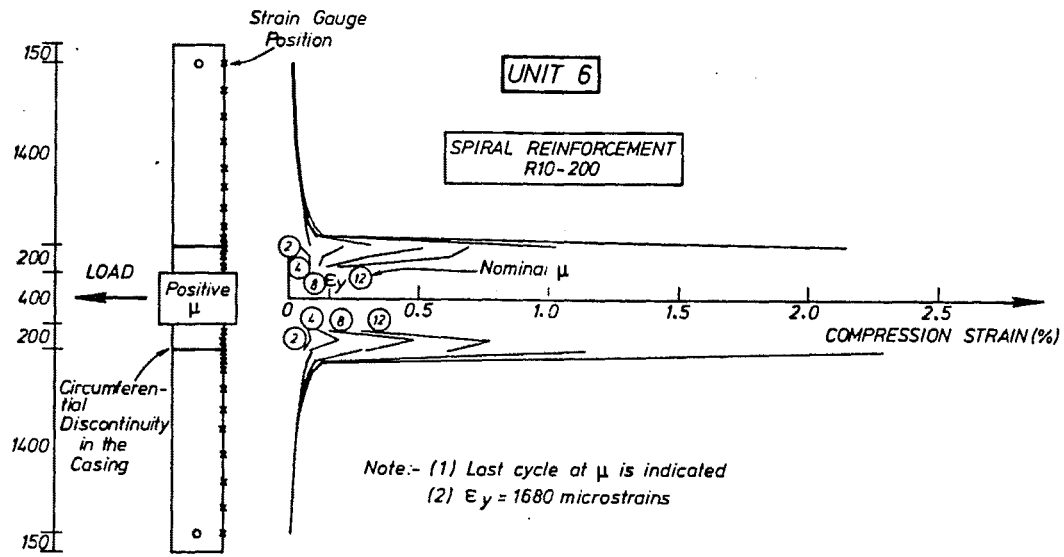 Strain Gauge
Position
UNIT 6
SPIRAL REINFORCEMENT
R10-200
150
1400
200
400
200
1400
150
LOAD
Positive
μ
2
4
8
εy
12
Nominal μ
0
0.5
1.0
1.5
2.0
2.5
COMPRESSION STRAIN (%)
2
4
8
12
Circumferen-
tial
Discontinuity
in the
Casing
Note:- (1) Last cycle at μ is indicated
(2) εy = 1680 microstrains